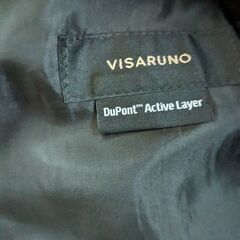 VISARUNO
DuPont™ Active Layer